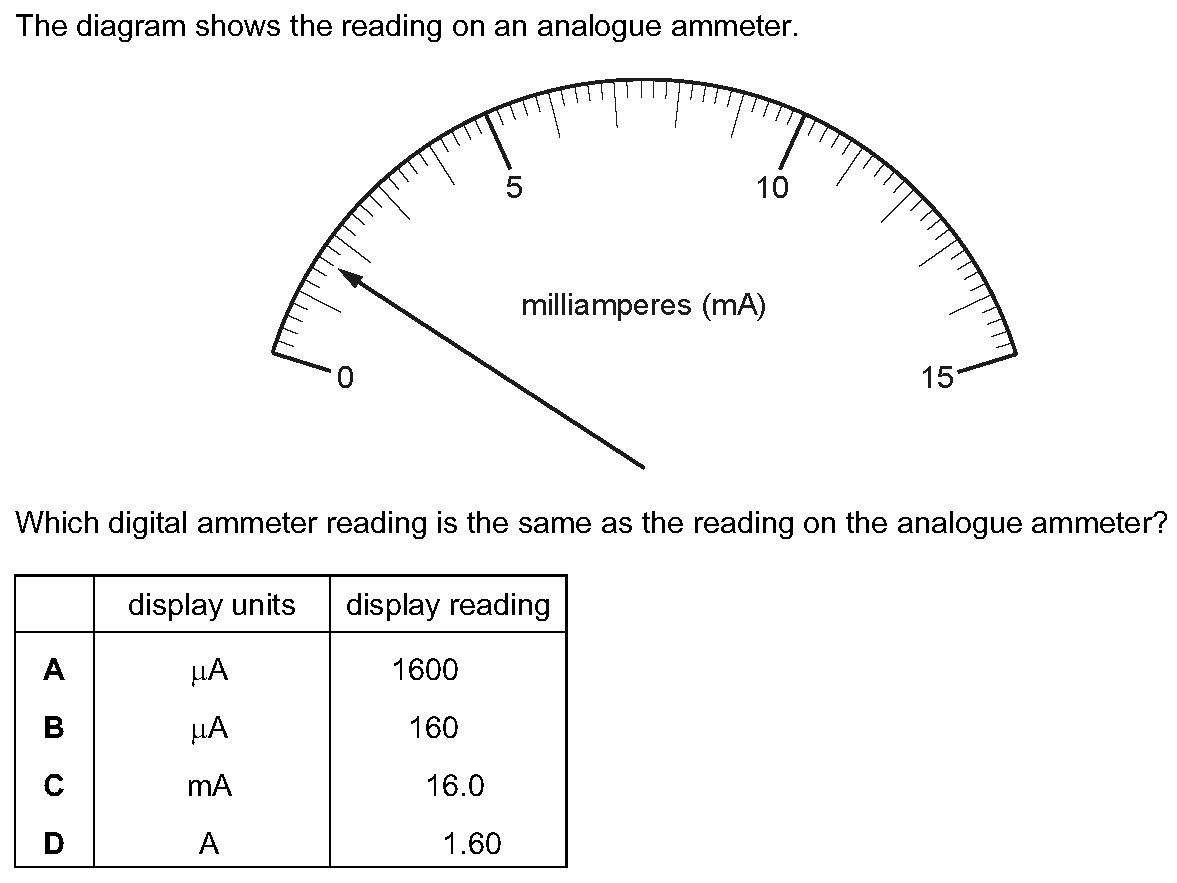 The diagram shows the reading on an analogue ammeter.
5
10
milliamperes (mA)
0
15
Which digital ammeter reading is the same as the reading on the analogue ammeter?
display units display reading
A μA 1600
B μA 160
C mA 16.0
D A 1.60